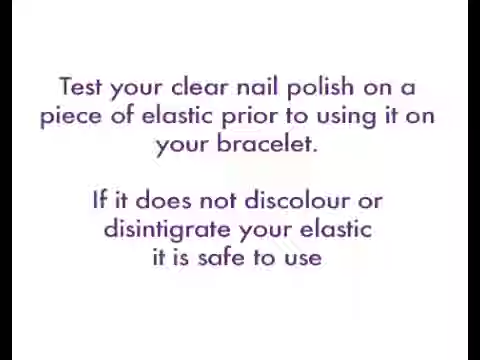 Test your clear nail polish on a
piece of elastic prior to using it on
your bracelet.
If it does not discolour or
disintigrate your elastic
it is safe to use